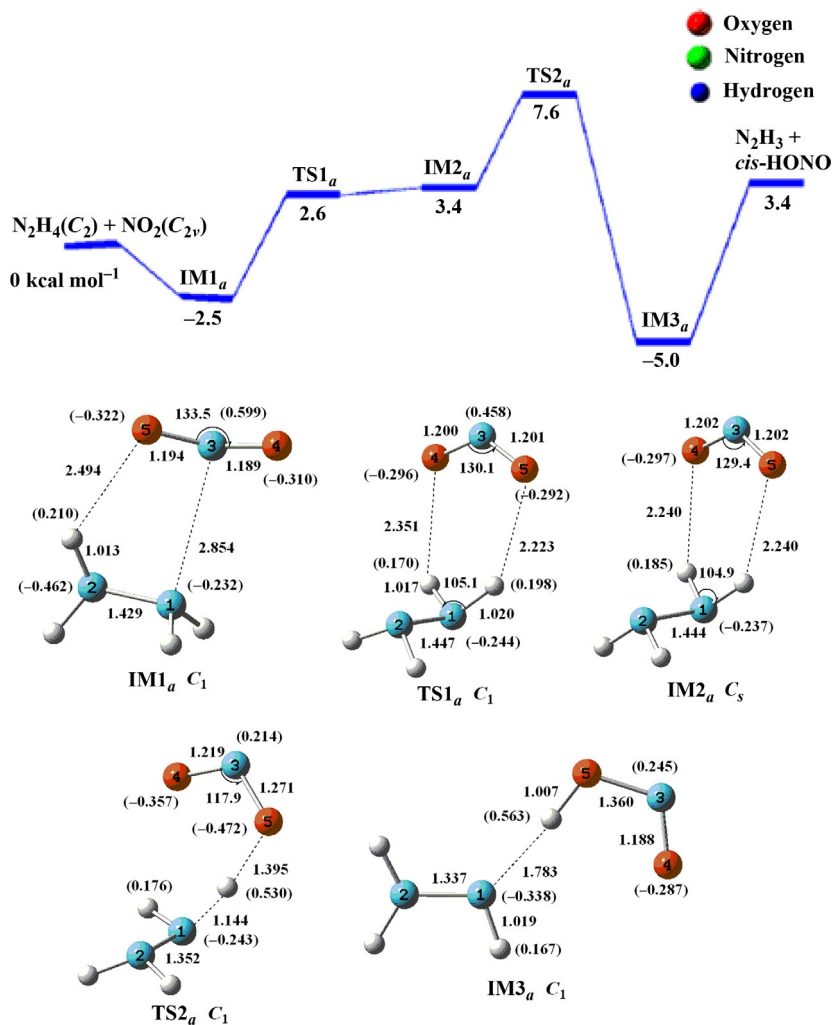 Oxygen
Nitrogen
Hydrogen
TS2a
7.6
N2H3 +
cis-HONO
3.4
TS1a
2.6
IM2a
3.4
N2H4(C2) + NO2(C2v)
0 kcal mol–1
IM1a
–2.5
IM3a
–5.0
(–0.322) 133.5 (0.599)
5 3 4
1.194 1.189 (–0.310)
2.494
(0.210)
1.013 2.854
(–0.462) 2 (–0.232)
1.429 1
IM1a C1
(0.458)
1.200 3 1.201
4 130.1 5
(–0.296) (–0.292)
2.351 2.223
(0.170)
1.017 105.1 (0.198)
2 1 1.020
1.447 (–0.244)
TS1a C1
1.202 3 1.202
4 129.4 5
(–0.297)
2.240 2.240
(0.185) 104.9
2 1
1.444 (–0.237)
IM2a Cs
(0.214)
1.219 3
4 117.9 1.271
(–0.357)
(–0.472) 5
1.395
(0.176) (0.530)
1 1.144
(–0.243)
2 1.352
TS2a C1
5 (0.245)
1.007 3
(0.563) 1.360
1.188
4
(–0.287)
1.337 1.783
2 1 (–0.338)
1.019
(0.167)
IM3a C1